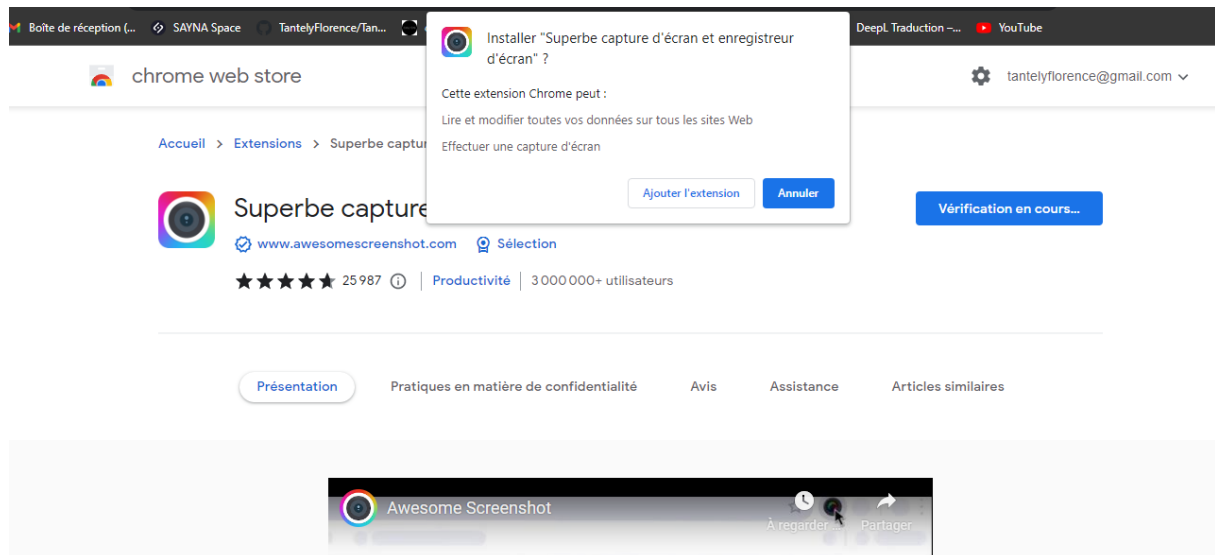 Boîte de réception (...
SAYNA Space
TantelyFlorence/Tan...
DeepL Traduction –...
YouTube
Installer "Superbe capture d'écran et enregistreur
d'écran" ?
Cette extension Chrome peut :
Lire et modifier toutes vos données sur tous les sites Web
Effectuer une capture d'écran
Ajouter l'extension
Annuler
chrome web store
tantelyflorence@gmail.com
Accueil > Extensions > Superbe captur
Superbe capture
Vérification en cours...
www.awesomescreenshot.com
Sélection
25 987
Productivité
3 000 000+ utilisateurs
Présentation
Pratiques en matière de confidentialité
Avis
Assistance
Articles similaires
Awesome Screenshot
À regarder ...
Partager